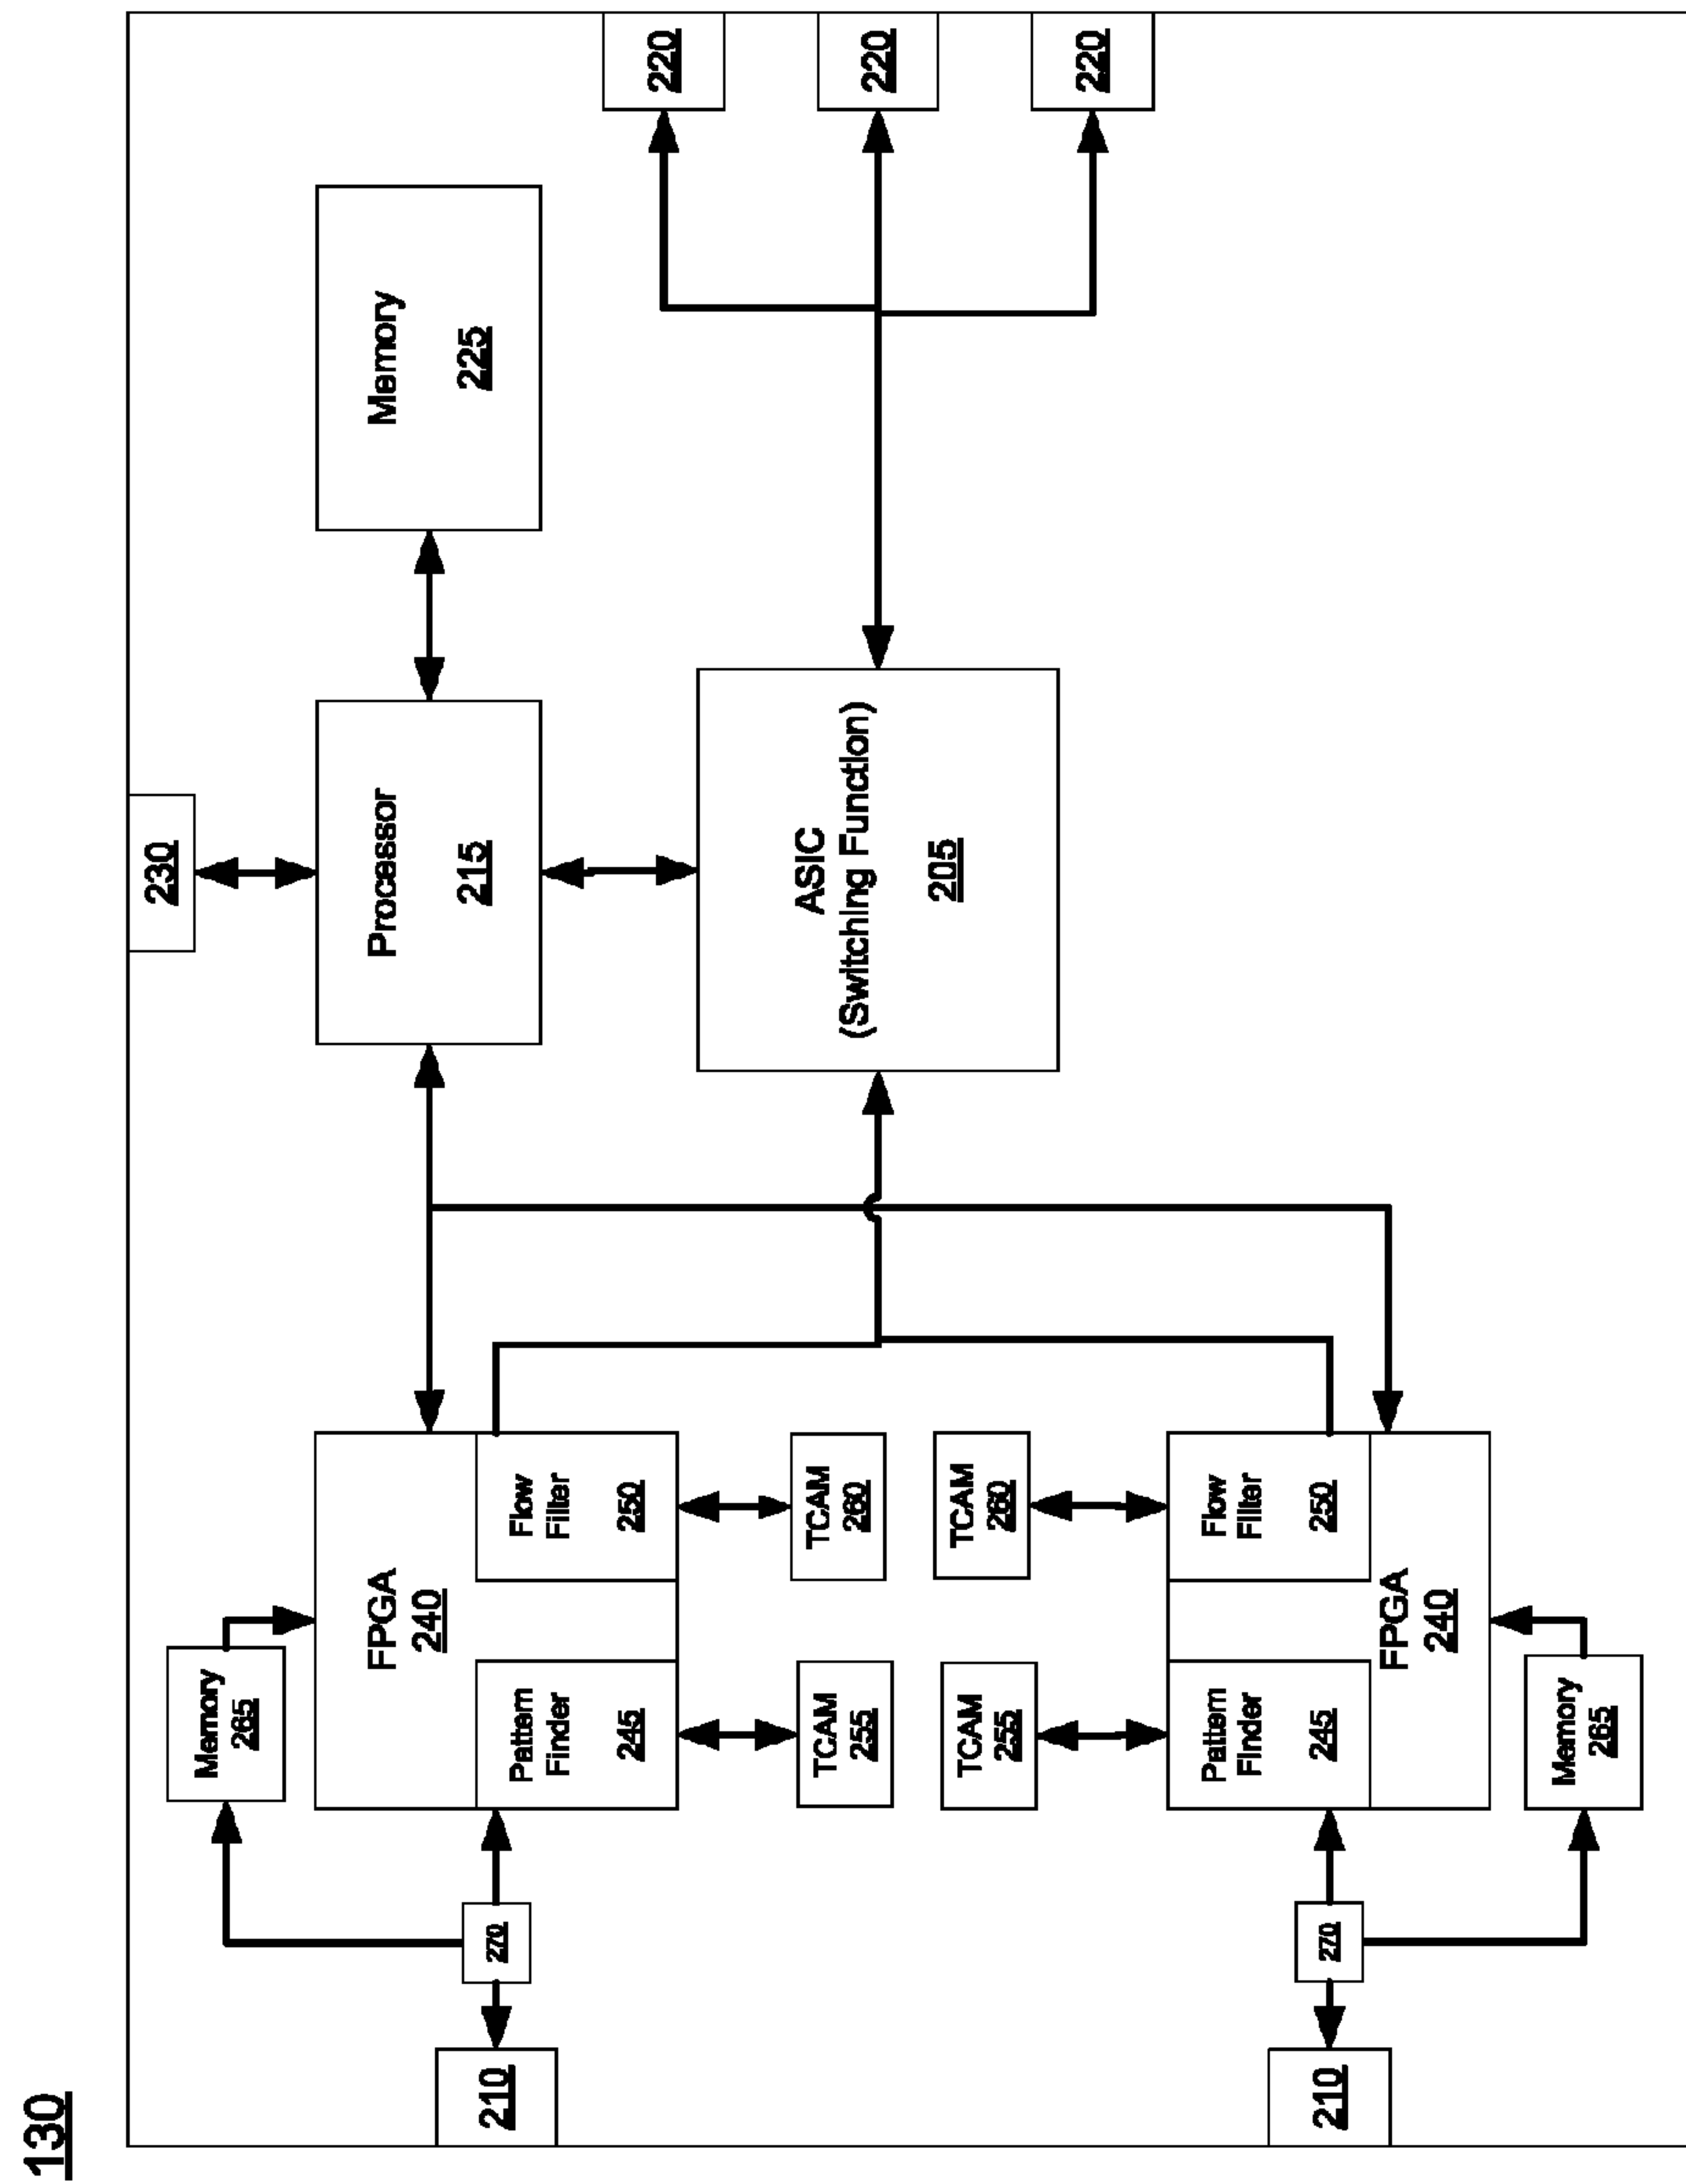 130
230
Memory
265
FPGA
240
Processor
215
Memory
225
210
270
Pattern
Finder
245
Flow
Filter
250
220
TCAM
255
TCAM
260
ASIC
(Switching Function)
205
220
TCAM
255
TCAM
260
220
210
270
Pattern
Finder
245
Flow
Filter
250
FPGA
240
Memory
265